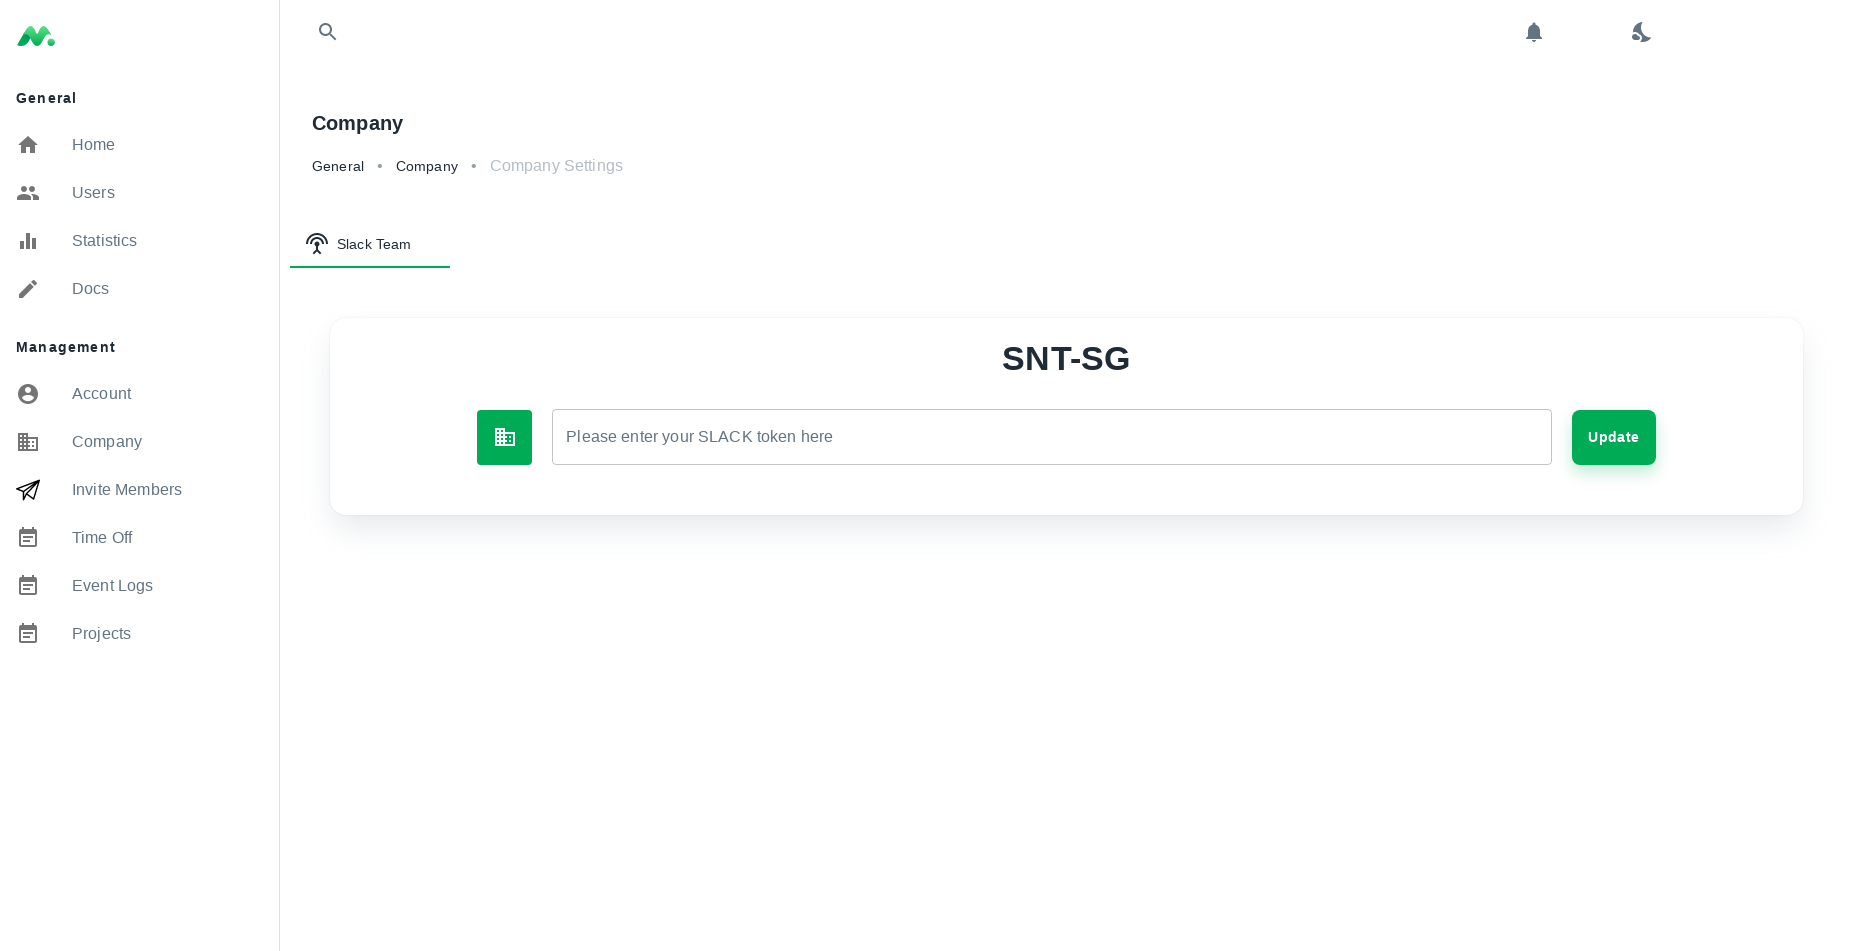 General
Home
Users
Statistics
Docs
Management
Account
Company
Invite Members
Time Off
Event Logs
Projects
Company
General • Company • Company Settings
Slack Team
SNT-SG
Please enter your SLACK token here
Update